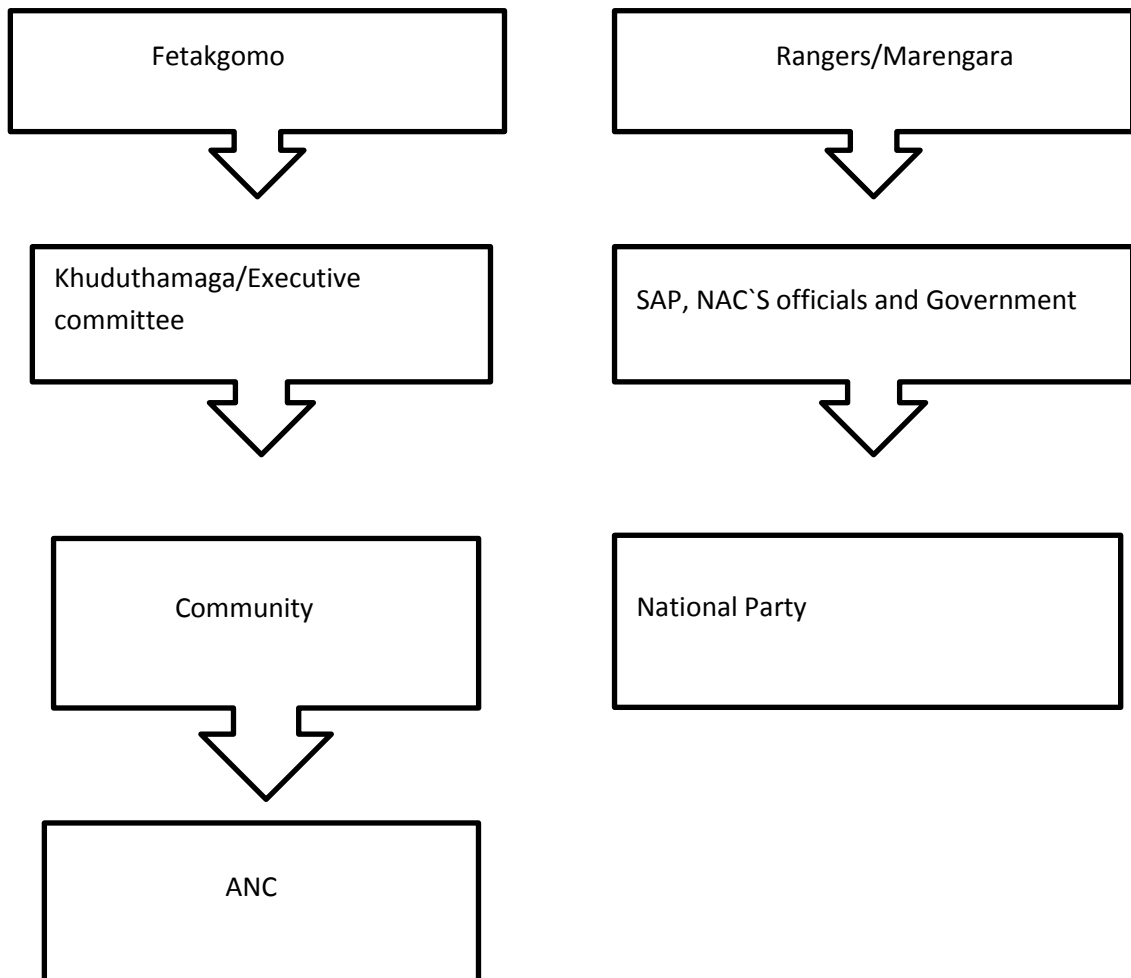 Fetakgomo
Rangers/Marengara
Khuduthamaga/Executive
committee
SAP, NAC`S officials and Government
Community
National Party
ANC